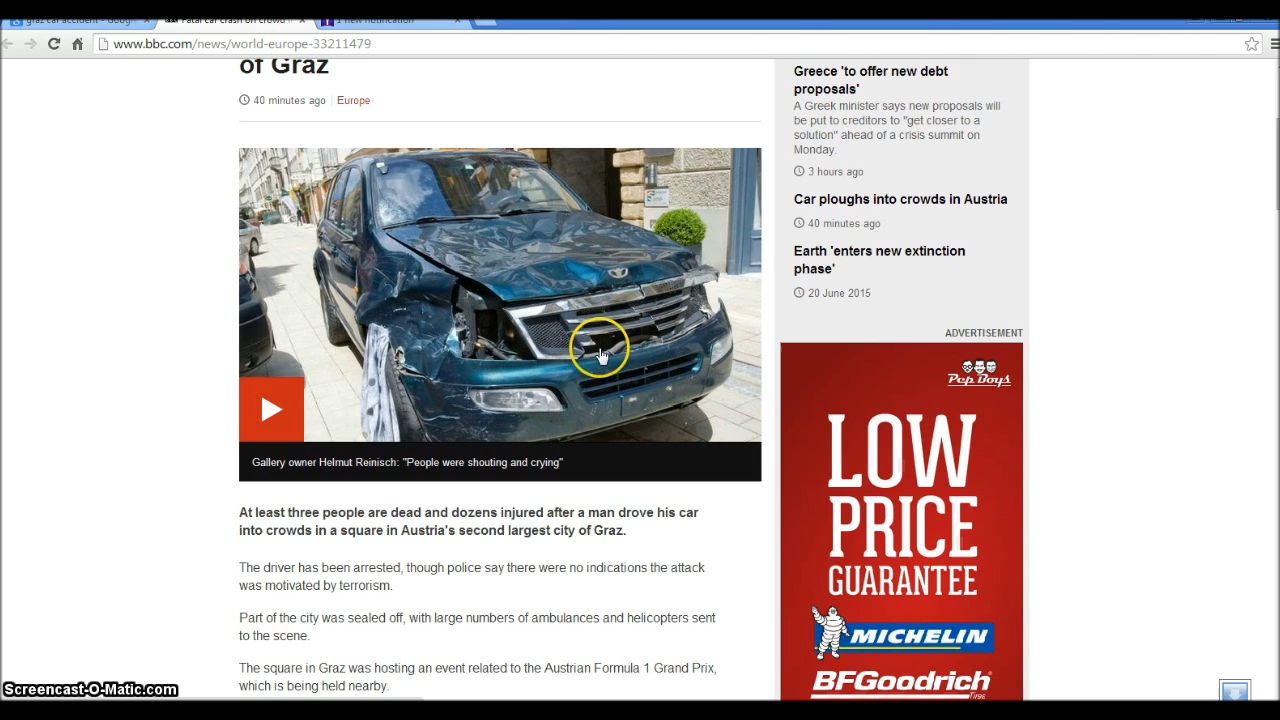 graz car accident - Googl
Fatal car crash on crowd
1 new notification
www.bbc.com/news/world-europe-33211479
of Graz
40 minutes ago
Europe
Gallery owner Helmut Reinisch: "People were shouting and crying"
At least three people are dead and dozens injured after a man drove his car
into crowds in a square in Austria's second largest city of Graz.
The driver has been arrested, though police say there were no indications the attack
was motivated by terrorism.
Part of the city was sealed off, with large numbers of ambulances and helicopters sent
to the scene.
The square in Graz was hosting an event related to the Austrian Formula 1 Grand Prix,
which is being held nearby.
Greece 'to offer new debt
proposals'
A Greek minister says new proposals will
be put to creditors to "get closer to a
solution" ahead of a crisis summit on
Monday.
3 hours ago
Car ploughs into crowds in Austria
40 minutes ago
Earth 'enters new extinction
phase'
20 June 2015
ADVERTISEMENT
Pep Boys
LOW
PRICE
GUARANTEE
MICHELIN
BFGoodrich
Tires
Screencast-O-Matic.com